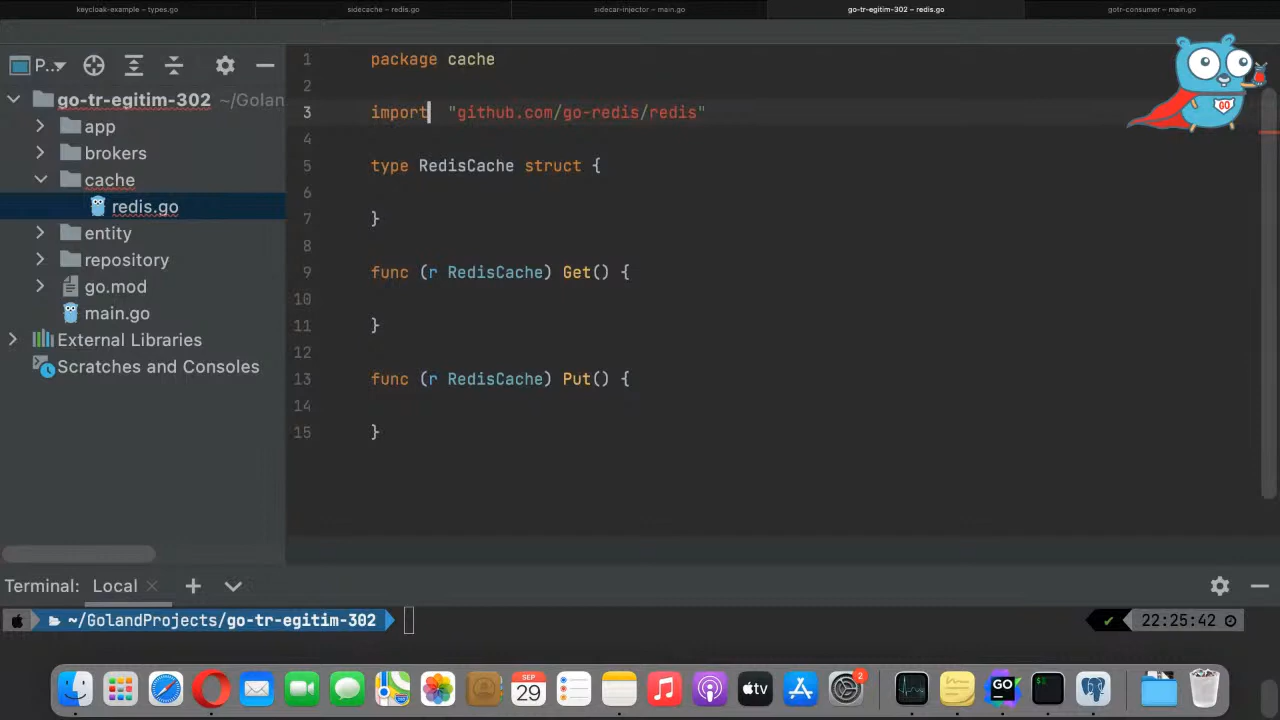 keycloak-example – types.go
sidecache – redis.go
sidecar-injector – main.go
go-tr-egitim-302 – redis.go
gotr-consumer – main.go
P..
go-tr-egitim-302 ~/Golan
app
brokers
cache
redis.go
entity
repository
go.mod
main.go
External Libraries
Scratches and Consoles
1 package cache
2
3 import "github.com/go-redis/redis"
4
5 type RedisCache struct {
6
7 }
8
9 func (r RedisCache) Get() {
10
11 }
12
13 func (r RedisCache) Put() {
14
15 }
GO
Terminal: Local
~/GolandProjects/go-tr-egitim-302
22:25:42
SEP
29
tv
2
GO